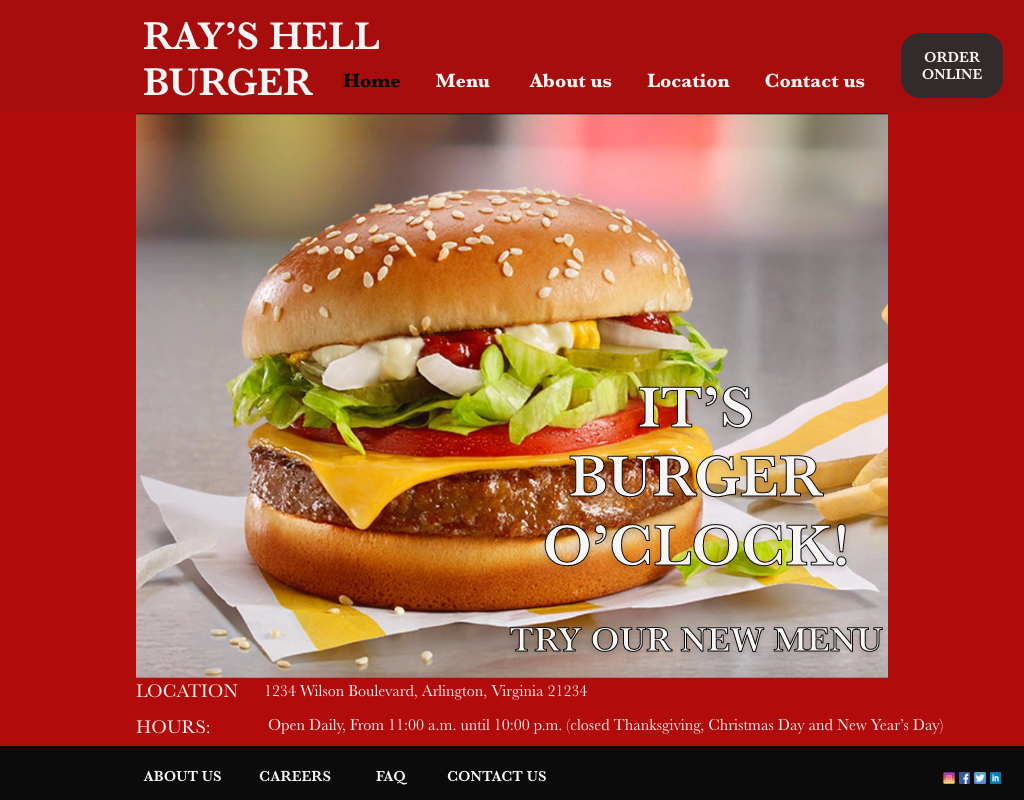 RAY’S HELL
BURGER
Home Menu About us Location Contact us
ORDER
ONLINE
IT’S
BURGER
O’CLOCK!
TRY OUR NEW MENU
LOCATION 1234 Wilson Boulevard, Arlington, Virginia 21234
HOURS: Open Daily, From 11:00 a.m. until 10:00 p.m. (closed Thanksgiving, Christmas Day and New Year’s Day)
ABOUT US CAREERS FAQ CONTACT US